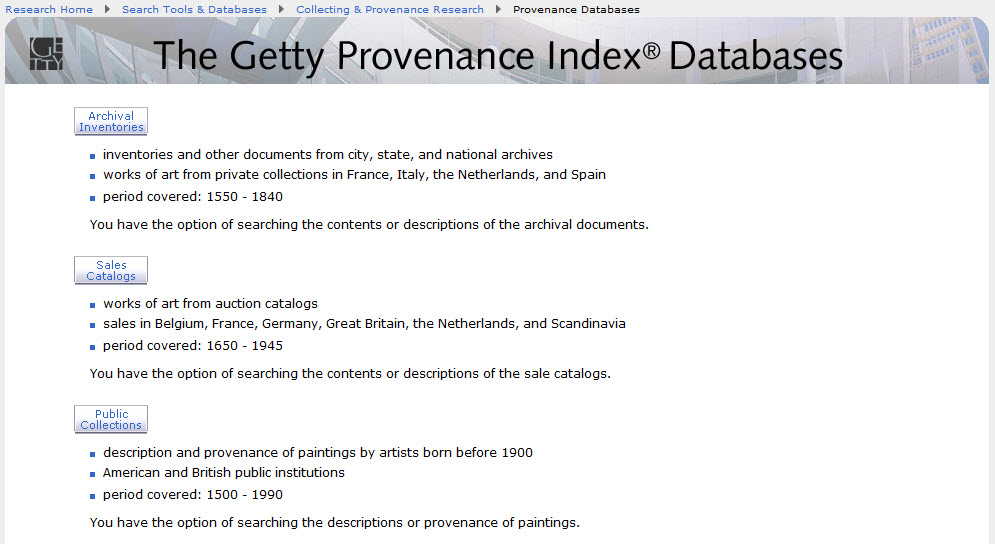 Research Home Search Tools & Databases Collecting & Provenance Research Provenance Databases
GE
TTY
The Getty Provenance Index® Databases
Archival
Inventories
inventories and other documents from city, state, and national archives
works of art from private collections in France, Italy, the Netherlands, and Spain
period covered: 1550 - 1840
You have the option of searching the contents or descriptions of the archival documents.
Sales
Catalogs
works of art from auction catalogs
sales in Belgium, France, Germany, Great Britain, the Netherlands, and Scandinavia
period covered: 1650 - 1945
You have the option of searching the contents or descriptions of the sale catalogs.
Public
Collections
description and provenance of paintings by artists born before 1900
American and British public institutions
period covered: 1500 - 1990
You have the option of searching the descriptions or provenance of paintings.